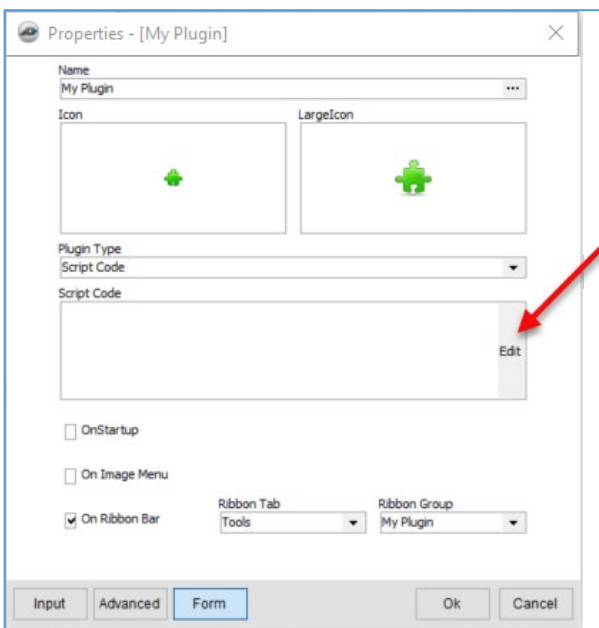 Properties - [My Plugin]
Name
My Plugin
Icon LargeIcon
Plugin Type
Script Code
Script Code
Edit
OnStartup
On Image Menu
Ribbon Tab Ribbon Group
On Ribbon Bar Tools My Plugin
Input Advanced Form Ok Cancel